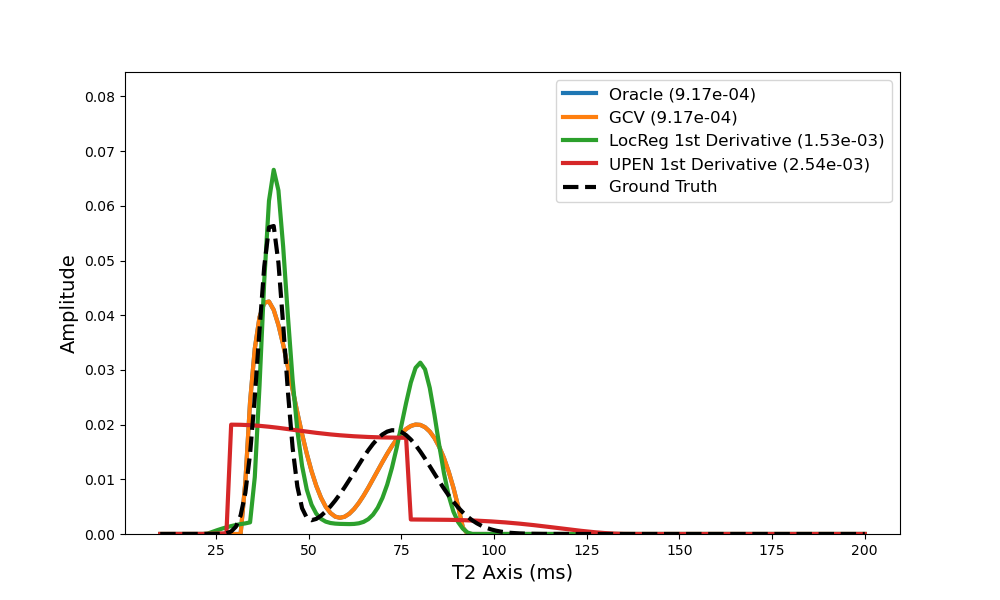 Oracle (9.17e-04)
GCV (9.17e-04)
LocReg 1st Derivative (1.53e-03)
UPEN 1st Derivative (2.54e-03)
Ground Truth
Amplitude
0.08
0.07
0.06
0.05
0.04
0.03
0.02
0.01
0.00
25 50 75 100 125 150 175 200
T2 Axis (ms)